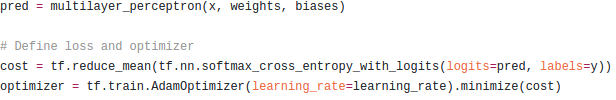 pred = multilayer_perceptron(x, weights, biases)
# Define loss and optimizer
cost = tf.reduce_mean(tf.nn.softmax_cross_entropy_with_logits(logits=pred, labels=y))
optimizer = tf.train.AdamOptimizer(learning_rate=learning_rate).minimize(cost)